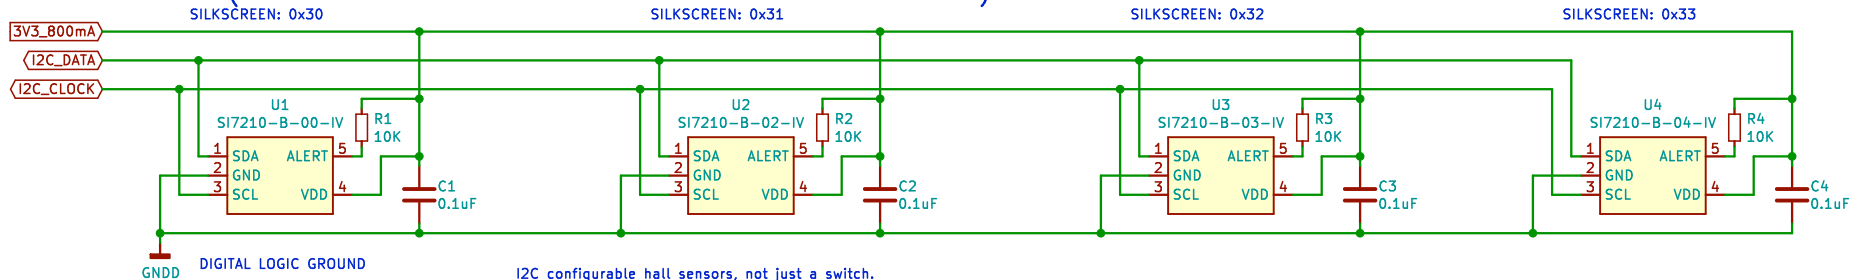 SILKSCREEN: 0x30
SILKSCREEN: 0x31
SILKSCREEN: 0x32
SILKSCREEN: 0x33
3V3_800mA
I2C_DATA
I2C_CLOCK
U1
SI7210-B-00-IV
R1
10K
1 SDA ALERT 5
2 GND
3 SCL VDD 4
C1
0.1uF
U2
SI7210-B-02-IV
R2
10K
1 SDA ALERT 5
2 GND
3 SCL VDD 4
C2
0.1uF
U3
SI7210-B-03-IV
R3
10K
1 SDA ALERT 5
2 GND
3 SCL VDD 4
C3
0.1uF
U4
SI7210-B-04-IV
R4
10K
1 SDA ALERT 5
2 GND
3 SCL VDD 4
C4
0.1uF
GNDD
DIGITAL LOGIC GROUND
I2C configurable hall sensors, not just a switch.